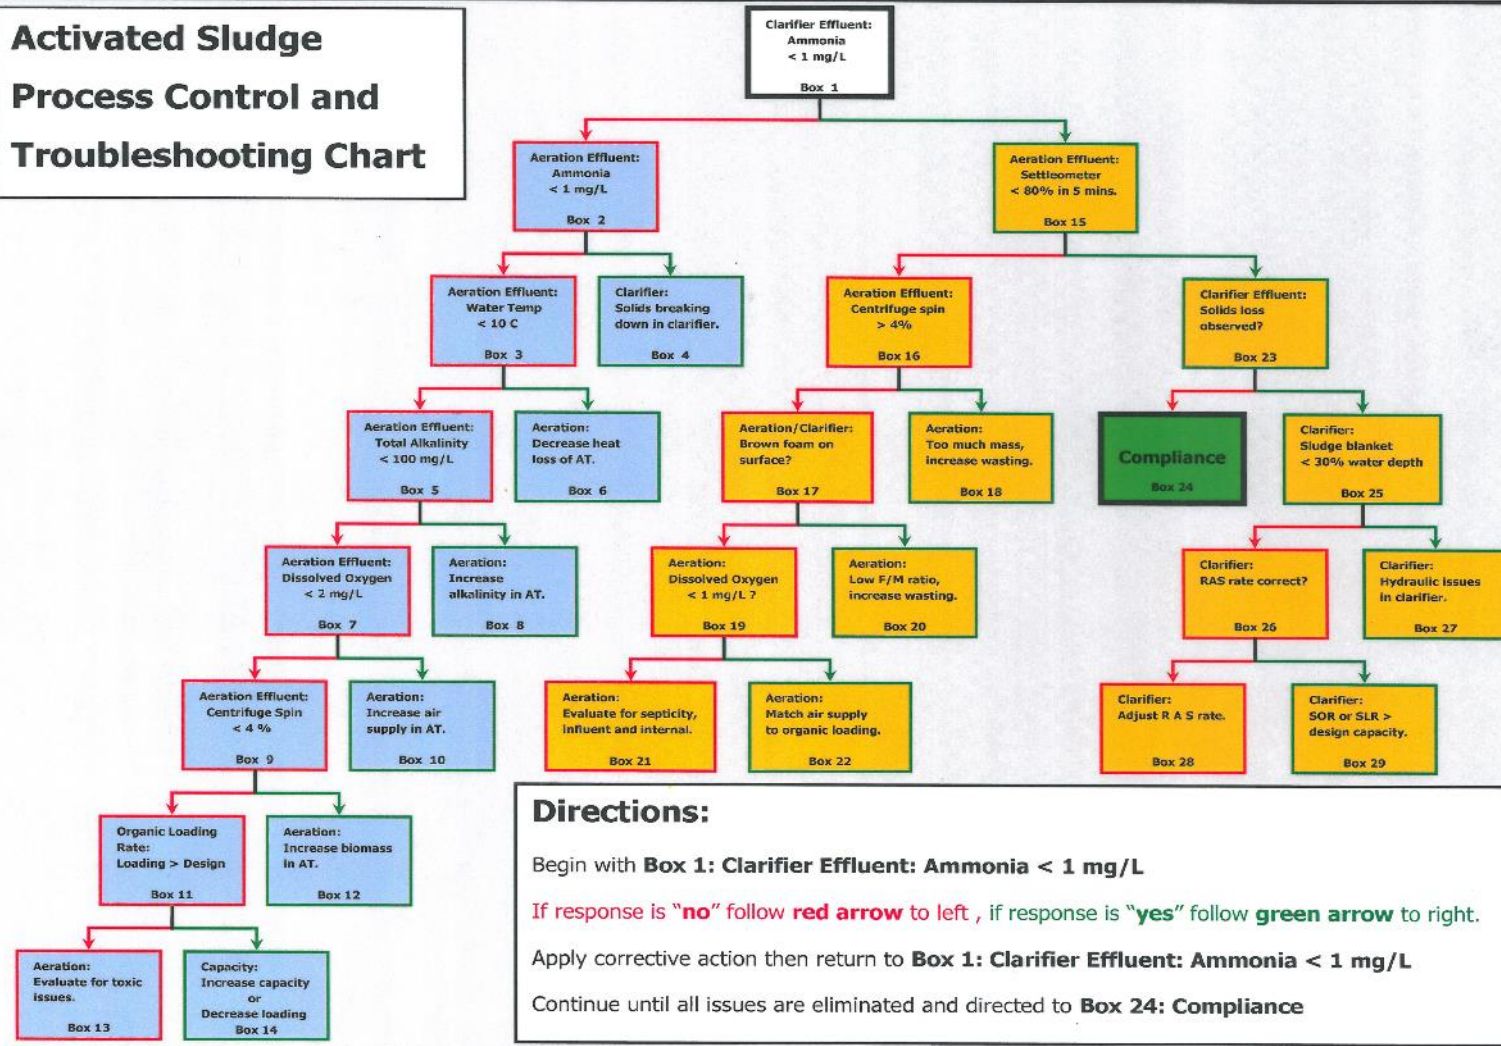 Activated Sludge
Process Control and
Troubleshooting Chart
Clarifier Effluent:
Ammonia
< 1 mg/L
Box 1
Aeration Effluent:
Ammonia
< 1 mg/L
Box 2
Aeration Effluent:
Settleometer
< 80% in 5 mins.
Box 15
Aeration Effluent:
Water Temp
< 10 C
Box 3
Clarifier:
Solids breaking
down in clarifier.
Box 4
Aeration Effluent:
Centrifuge spin
> 4%
Box 16
Clarifier Effluent:
Solids loss
observed?
Box 23
Aeration Effluent:
Total Alkalinity
< 100 mg/L
Box 5
Aeration:
Decrease heat
loss of AT.
Box 6
Aeration/Clarifier:
Brown foam on
surface?
Box 17
Aeration:
Too much mass,
increase wasting.
Box 18
Compliance
Box 24
Clarifier:
Sludge blanket
< 30% water depth
Box 25
Aeration Effluent:
Dissolved Oxygen
< 2 mg/L
Box 7
Aeration:
Increase
alkalinity in AT.
Box 8
Aeration:
Dissolved Oxygen
< 1 mg/L ?
Box 19
Aeration:
Low F/M ratio,
increase wasting.
Box 20
Clarifier:
RAS rate correct?
Box 26
Clarifier:
Hydraulic issues
in clarifier.
Box 27
Aeration Effluent:
Centrifuge Spin
< 4 %
Box 9
Aeration:
Increase air
supply in AT.
Box 10
Aeration:
Evaluate for septicity,
influent and internal.
Box 21
Aeration:
Match air supply
to organic loading.
Box 22
Clarifier:
Adjust R A S rate.
Box 28
Clarifier:
SOR or SLR >
design capacity.
Box 29
Organic Loading
Rate:
Loading > Design
Box 11
Aeration:
Increase biomass
in AT.
Box 12
Aeration:
Evaluate for toxic
issues.
Box 13
Capacity:
Increase capacity
or
Decrease loading
Box 14
Directions:
Begin with Box 1: Clarifier Effluent: Ammonia < 1 mg/L
If response is "no" follow red arrow to left , if response is "yes" follow green arrow to right.
Apply corrective action then return to Box 1: Clarifier Effluent: Ammonia < 1 mg/L
Continue until all issues are eliminated and directed to Box 24: Compliance